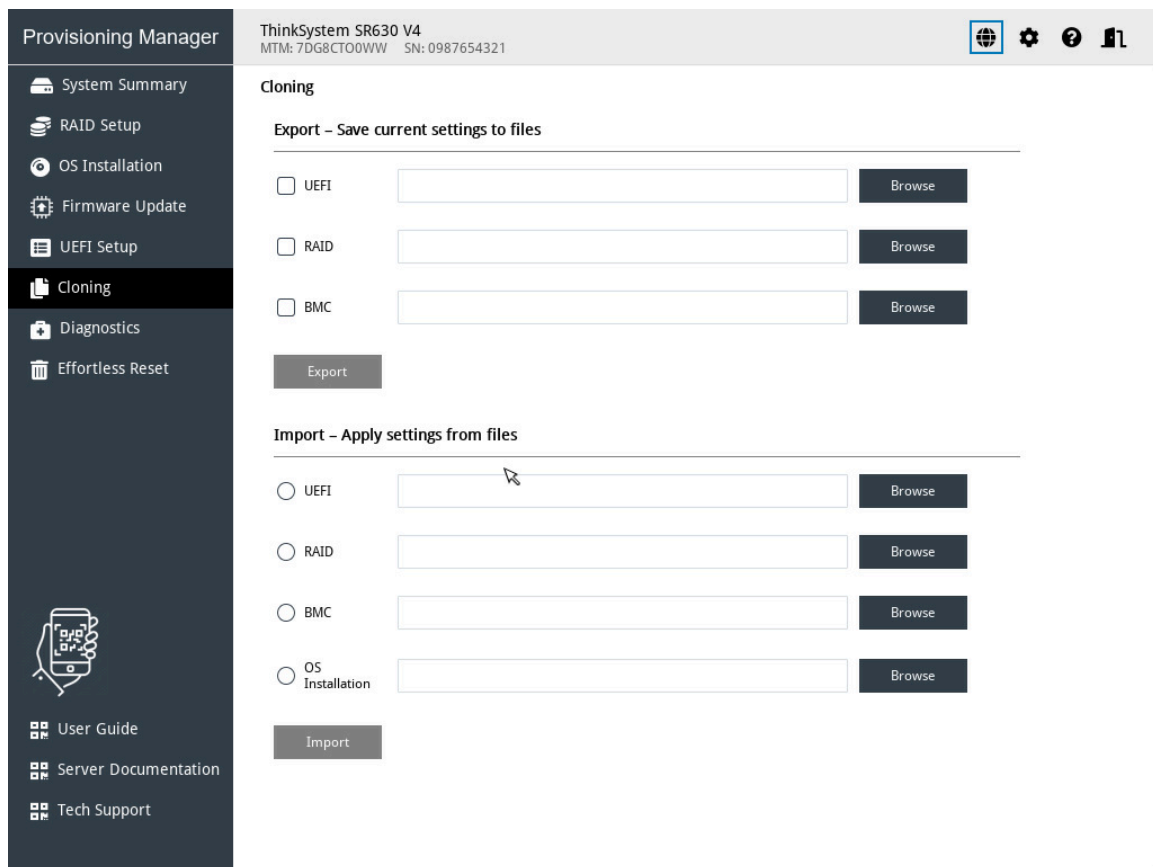 Provisioning Manager
ThinkSystem SR630 V4
MTM: 7DG8CTO0WW SN: 0987654321
System Summary
RAID Setup
OS Installation
Firmware Update
UEFI Setup
Cloning
Diagnostics
Effortless Reset
User Guide
Server Documentation
Tech Support
Cloning
Export – Save current settings to files
UEFI Browse
RAID Browse
BMC Browse
Export
Import – Apply settings from files
UEFI Browse
RAID Browse
BMC Browse
OS
Installation Browse
Import